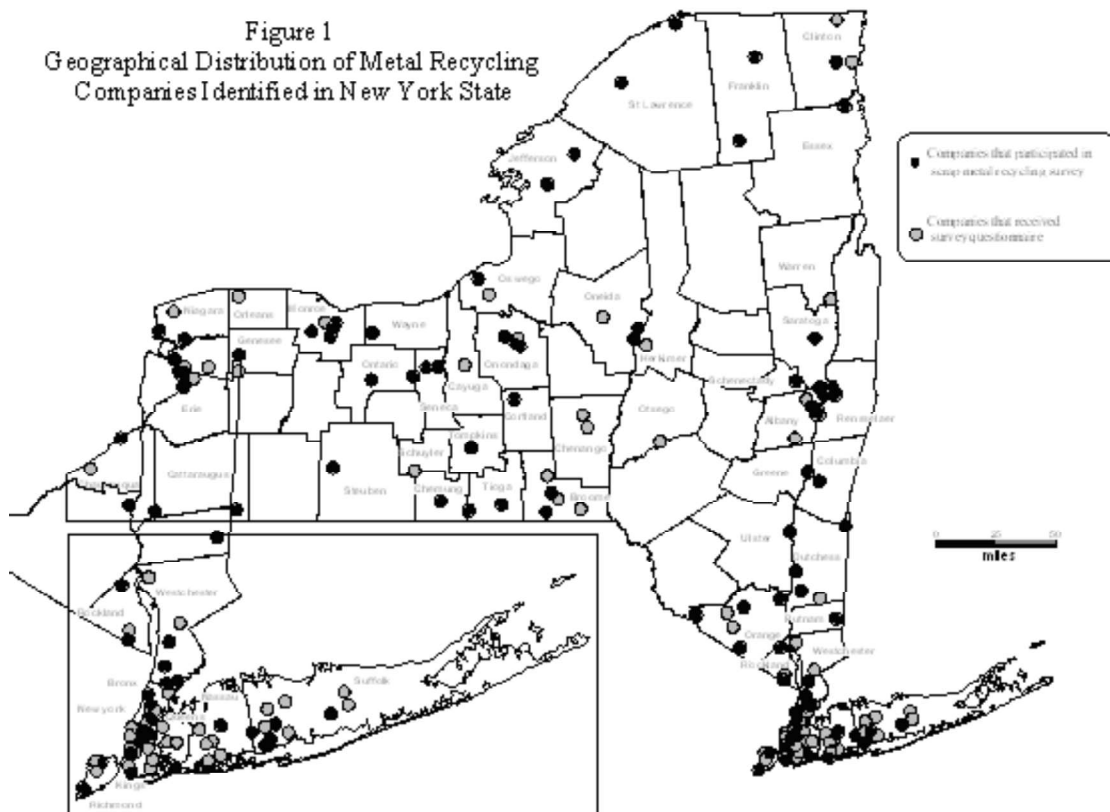 Figure 1
Geographical Distribution of Metal Recycling
Companies Identified in New York State
Clinton
Franklin
St Lawrence
Essex
Jefferson
Companies that participated in
scrap metal recycling survey
Companies that received
survey questionnaire
Warren
Oswego
Oneida
Niagara
Orleans
Monroe
Wayne
Saratoga
Genesee
Ontario
Onondaga
Herkimer
Schenectady
Cayuga
Seneca
Erie
Cortland
Otsego
Albany
Rensselaer
Tompkins
Chenango
Schuyler
Greene
Columbia
Cattaraugus
Steuben
Chemung
Tioga
Broome
0 25 50
miles
Ulster
Dutchess
Westchester
Rockland
Putnam
Orange
Rockland
Westchester
Bronx
Suffolk
Nassau
New york
Queens
Kings
Richmond